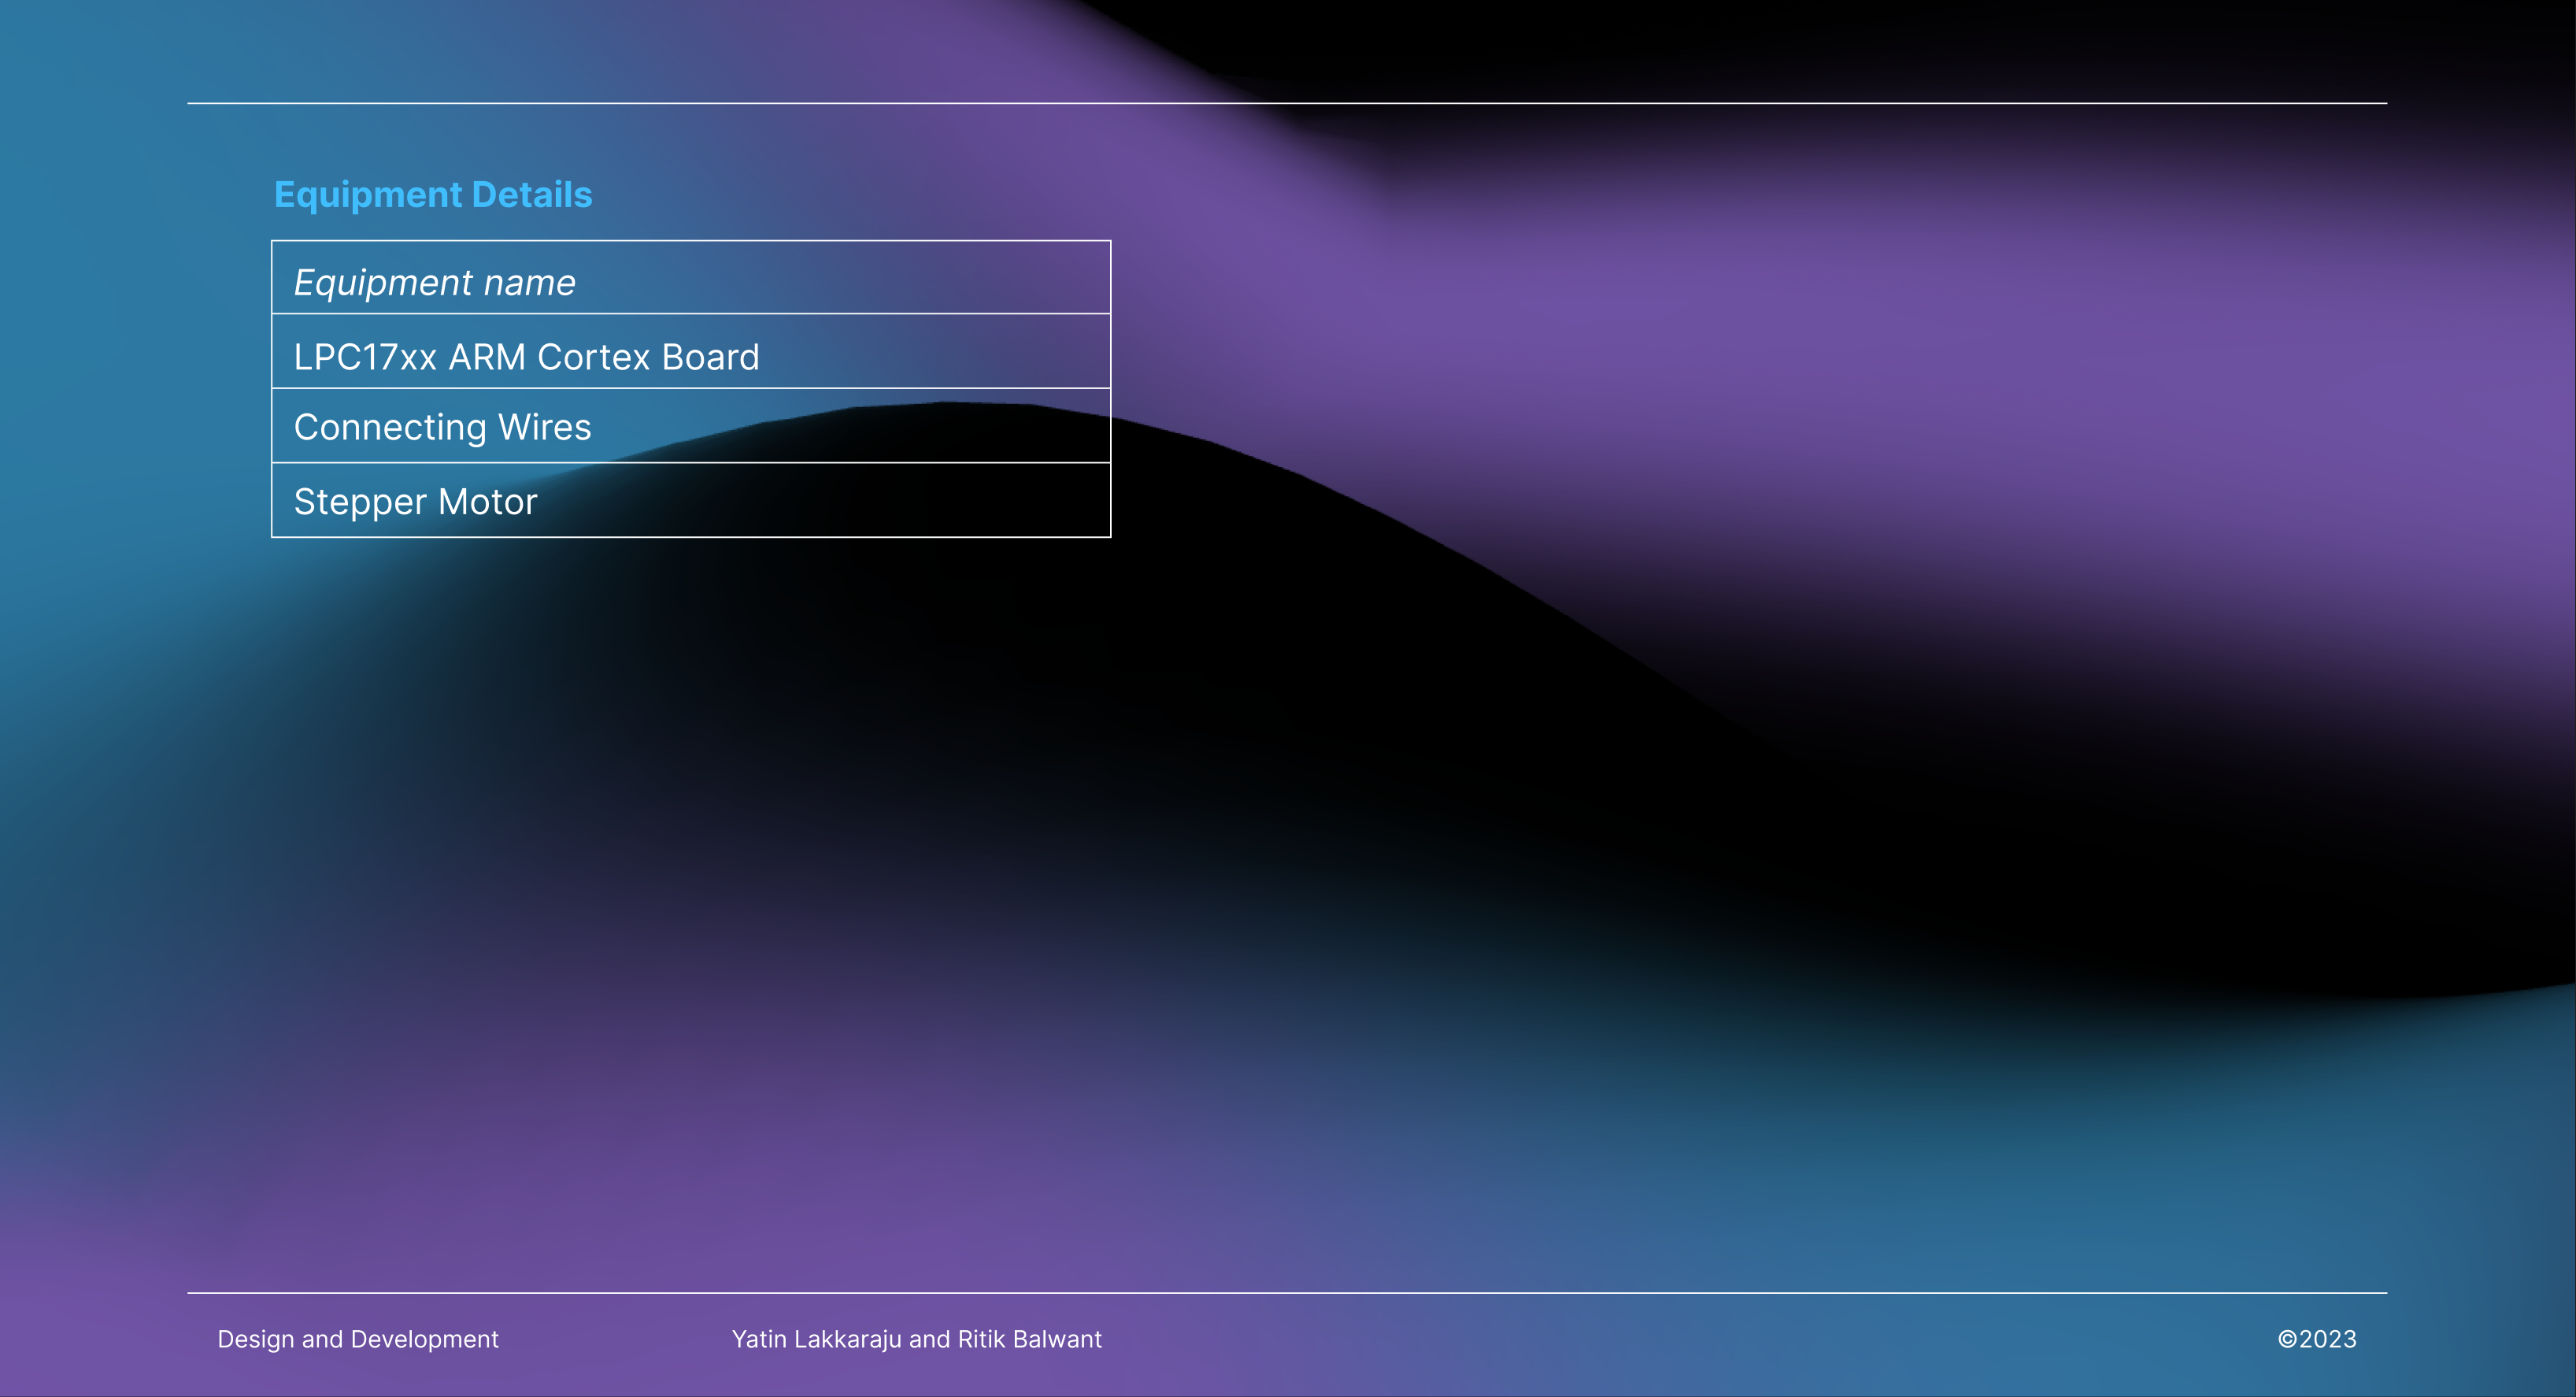 Equipment Details
Equipment name
LPC17xx ARM Cortex Board
Connecting Wires
Stepper Motor
Design and Development
Yatin Lakkaraju and Ritik Balwant
©2023